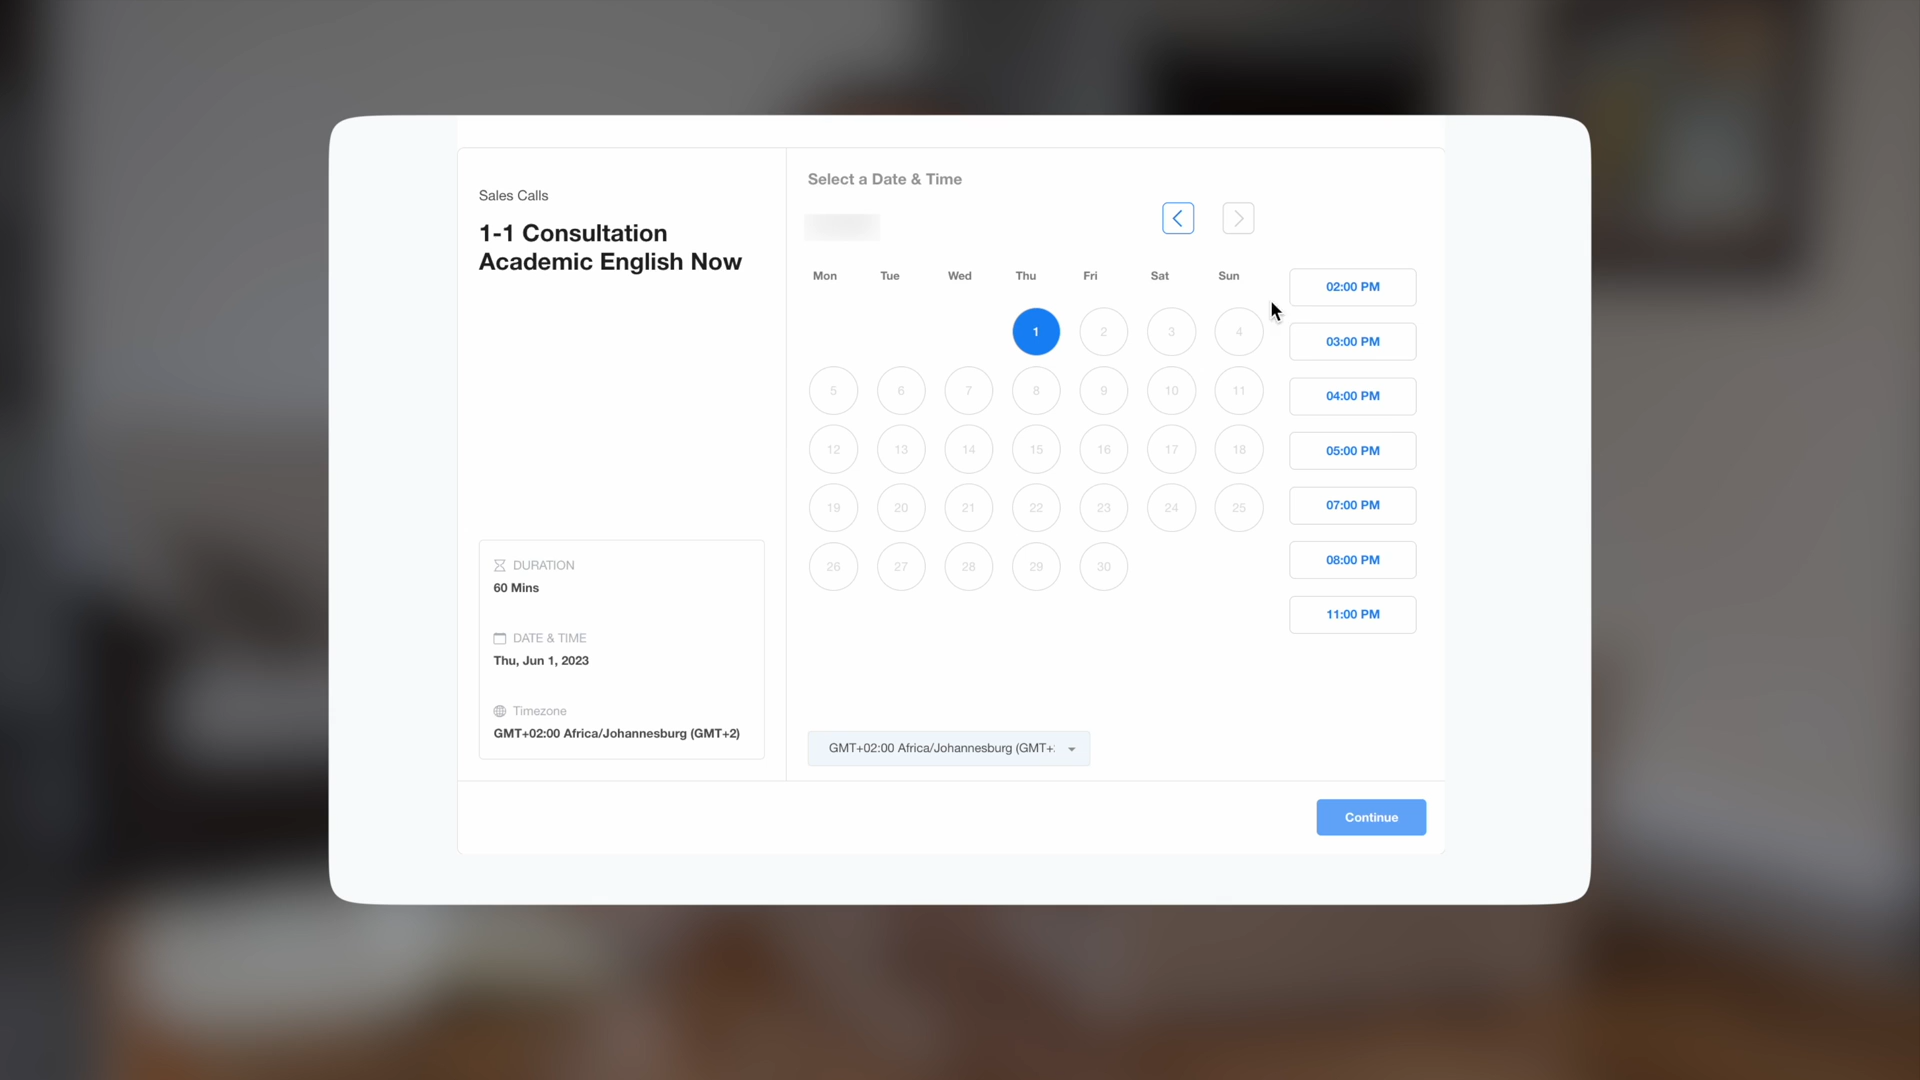 Sales Calls
1-1 Consultation
Academic English Now
DURATION
60 Mins
DATE & TIME
Thu, Jun 1, 2023
Timezone
GMT+02:00 Africa/Johannesburg (GMT+2)
Select a Date & Time
Mon Tue Wed Thu Fri Sat Sun
1 2 3 4
5 6 7 8 9 10 11
12 13 14 15 16 17 18
19 20 21 22 23 24 25
26 27 28 29 30
02:00 PM
03:00 PM
04:00 PM
05:00 PM
07:00 PM
08:00 PM
11:00 PM
GMT+02:00 Africa/Johannesburg (GMT+:
Continue